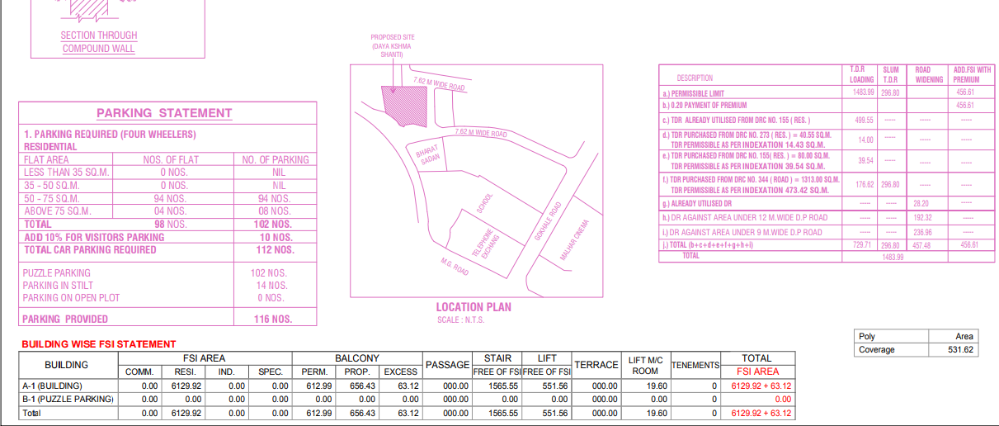 SECTION THROUGH
COMPOUND WALL
PROPOSED SITE
(DAYA KSHMA
SHANTI)
7.62 M WIDE ROAD
7.62 M WIDE ROAD
BHARAT
SADAN
SCHOOL
TELEPHONE
EXCHANG
GOKHALE ROAD
MALHAR CINEMA
M.G. ROAD
LOCATION PLAN
SCALE : N.T.S.
PARKING STATEMENT
1. PARKING REQUIRED (FOUR WHEELERS)
RESIDENTIAL
FLAT AREA NOS. OF FLAT NO. OF PARKING
LESS THAN 35 SQ.M. 0 NOS. NIL
35 - 50 SQ.M. 0 NOS. NIL
50 - 75 SQ.M. 94 NOS. 94 NOS.
ABOVE 75 SQ.M. 04 NOS. 08 NOS.
TOTAL 98 NOS. 102 NOS.
ADD 10% FOR VISITORS PARKING 10 NOS.
TOTAL CAR PARKING REQUIRED 112 NOS.
PUZZLE PARKING 102 NOS.
PARKING IN STILT 14 NOS.
PARKING ON OPEN PLOT 0 NOS.
PARKING PROVIDED 116 NOS.
DESCRIPTION T.D.R LOADING SLUM T.D.R ROAD WIDENING ADD.FSI WITH PREMIUM
a.) PERMISSIBLE LIMIT 1483.99 296.80 456.61
b.) 0.20 PAYMENT OF PREMIUM 456.61
c.) TDR ALREADY UTILISED FROM DRC NO. 155 ( RES. ) 499.55 ----- ----- -----
d.) TDR PURCHASED FROM DRC NO. 273 ( RES. ) = 40.55 SQ.M.
TDR PERMISSIBLE AS PER INDEXATION 14.43 SQ.M. 14.00 ----- ----- -----
e.) TDR PURCHASED FROM DRC NO. 155( RES. ) = 80.00 SQ.M.
TDR PERMISSIBLE AS PER INDEXATION 39.54 SQ.M. 39.54 ----- ----- -----
f.) TDR PURCHASED FROM DRC NO. 344 ( ROAD ) = 1313.00 SQ.M.
TDR PERMISSIBLE AS PER INDEXATION 473.42 SQ.M. 176.62 296.80 ----- -----
g.) ALREADY UTILISED DR ----- ----- 28.20 -----
h.) DR AGAINST AREA UNDER 12 M.WIDE D.P ROAD ----- ----- 192.32 -----
i.) DR AGAINST AREA UNDER 9 M.WIDE D.P ROAD ----- ----- 236.96 -----
j.) TOTAL (b+c+d+e+f+g+h+i) 729.71 296.80 457.48 456.61
TOTAL 1483.99
Poly Area
Coverage 531.62
BUILDING WISE FSI STATEMENT
BUILDING FSI AREA BALCONY PASSAGE STAIR LIFT TERRACE LIFT M/C ROOM TENEMENTS TOTAL
COMM. RESI. IND. SPEC. PERM. PROP. EXCESS FREE OF FSI FREE OF FSI FSI AREA
A-1 (BUILDING) 0.00 6129.92 0.00 0.00 612.99 656.43 63.12 000.00 1565.55 551.56 000.00 19.60 0 6129.92 + 63.12
B-1 (PUZZLE PARKING) 0.00 0.00 0.00 0.00 0.00 0.00 0.00 000.00 0.00 0.00 000.00 0.00 0 0.00
Total 0.00 6129.92 0.00 0.00 612.99 656.43 63.12 000.00 1565.55 551.56 000.00 19.60 0 6129.92 + 63.12